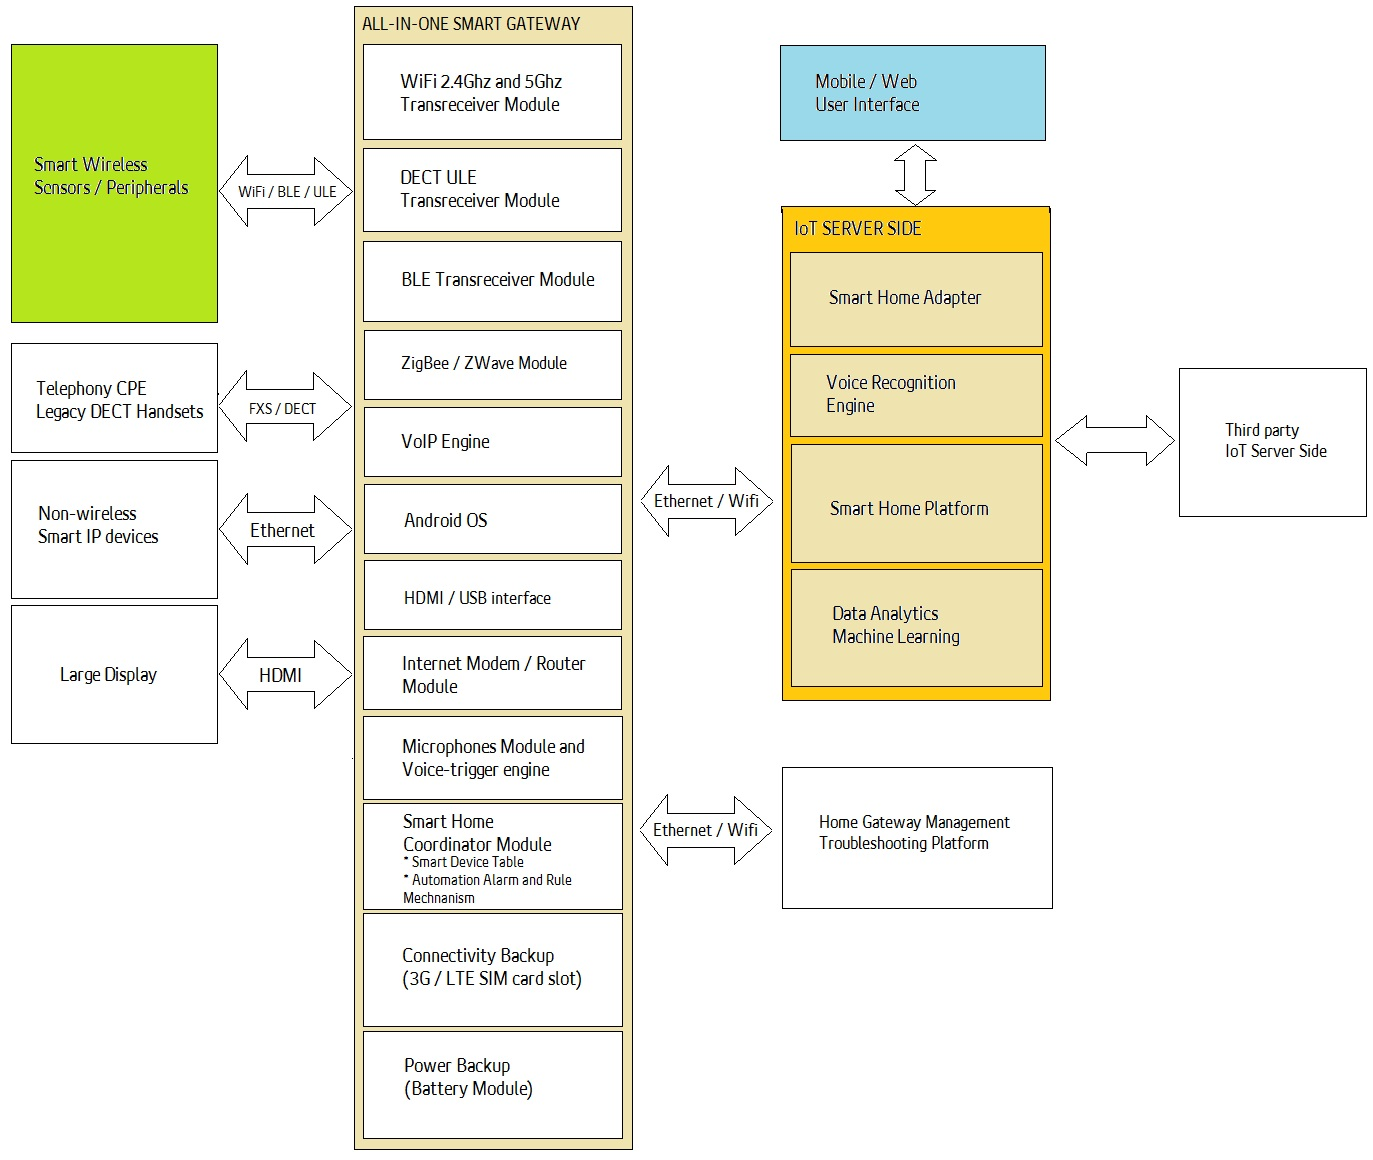 ALL-IN-ONE SMART GATEWAY
WiFi 2.4Ghz and 5Ghz
Transreceiver Module
DECT ULE
Transreceiver Module
BLE Transreceiver Module
ZigBee / ZWave Module
VoIP Engine
Android OS
HDMI / USB interface
Internet Modem / Router
Module
Microphones Module and
Voice-trigger engine
Smart Home
Coordinator Module
* Smart Device Table
* Automation Alarm and Rule
Mechnanism
Connectivity Backup
(3G / LTE SIM card slot)
Power Backup
(Battery Module)
Smart Wireless
Sensors / Peripherals
WiFi / BLE / ULE
Telephony CPE
Legacy DECT Handsets
FXS / DECT
Non-wireless
Smart IP devices
Ethernet
Large Display
HDMI
Mobile / Web
User Interface
IoT SERVER SIDE
Smart Home Adapter
Voice Recognition
Engine
Smart Home Platform
Data Analytics
Machine Learning
Ethernet / Wifi
Third party
IoT Server Side
Ethernet / Wifi
Home Gateway Management
Troubleshooting Platform